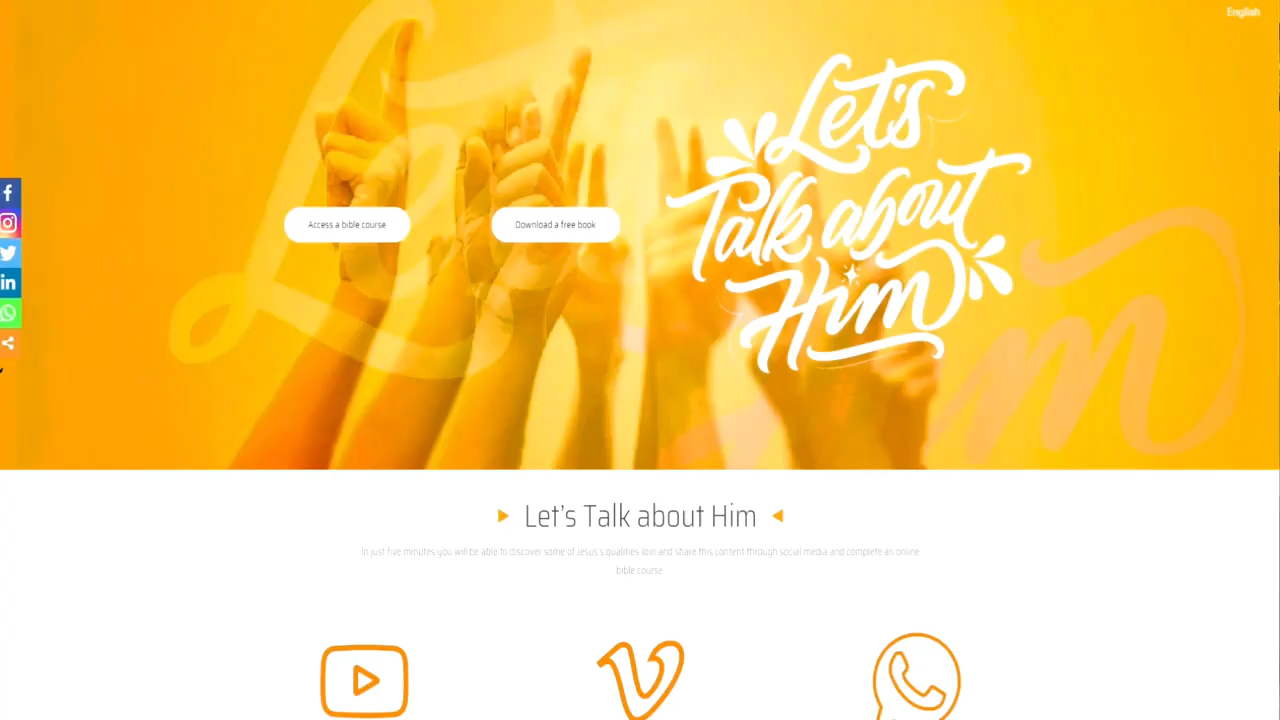 English
Let's
Talk about
Him
Access a bible course
Download a free book
Let's Talk about Him
In just five minutes you will be able to discover some of Jesus's qualities Join and share this content through social media and complete an online
bible course